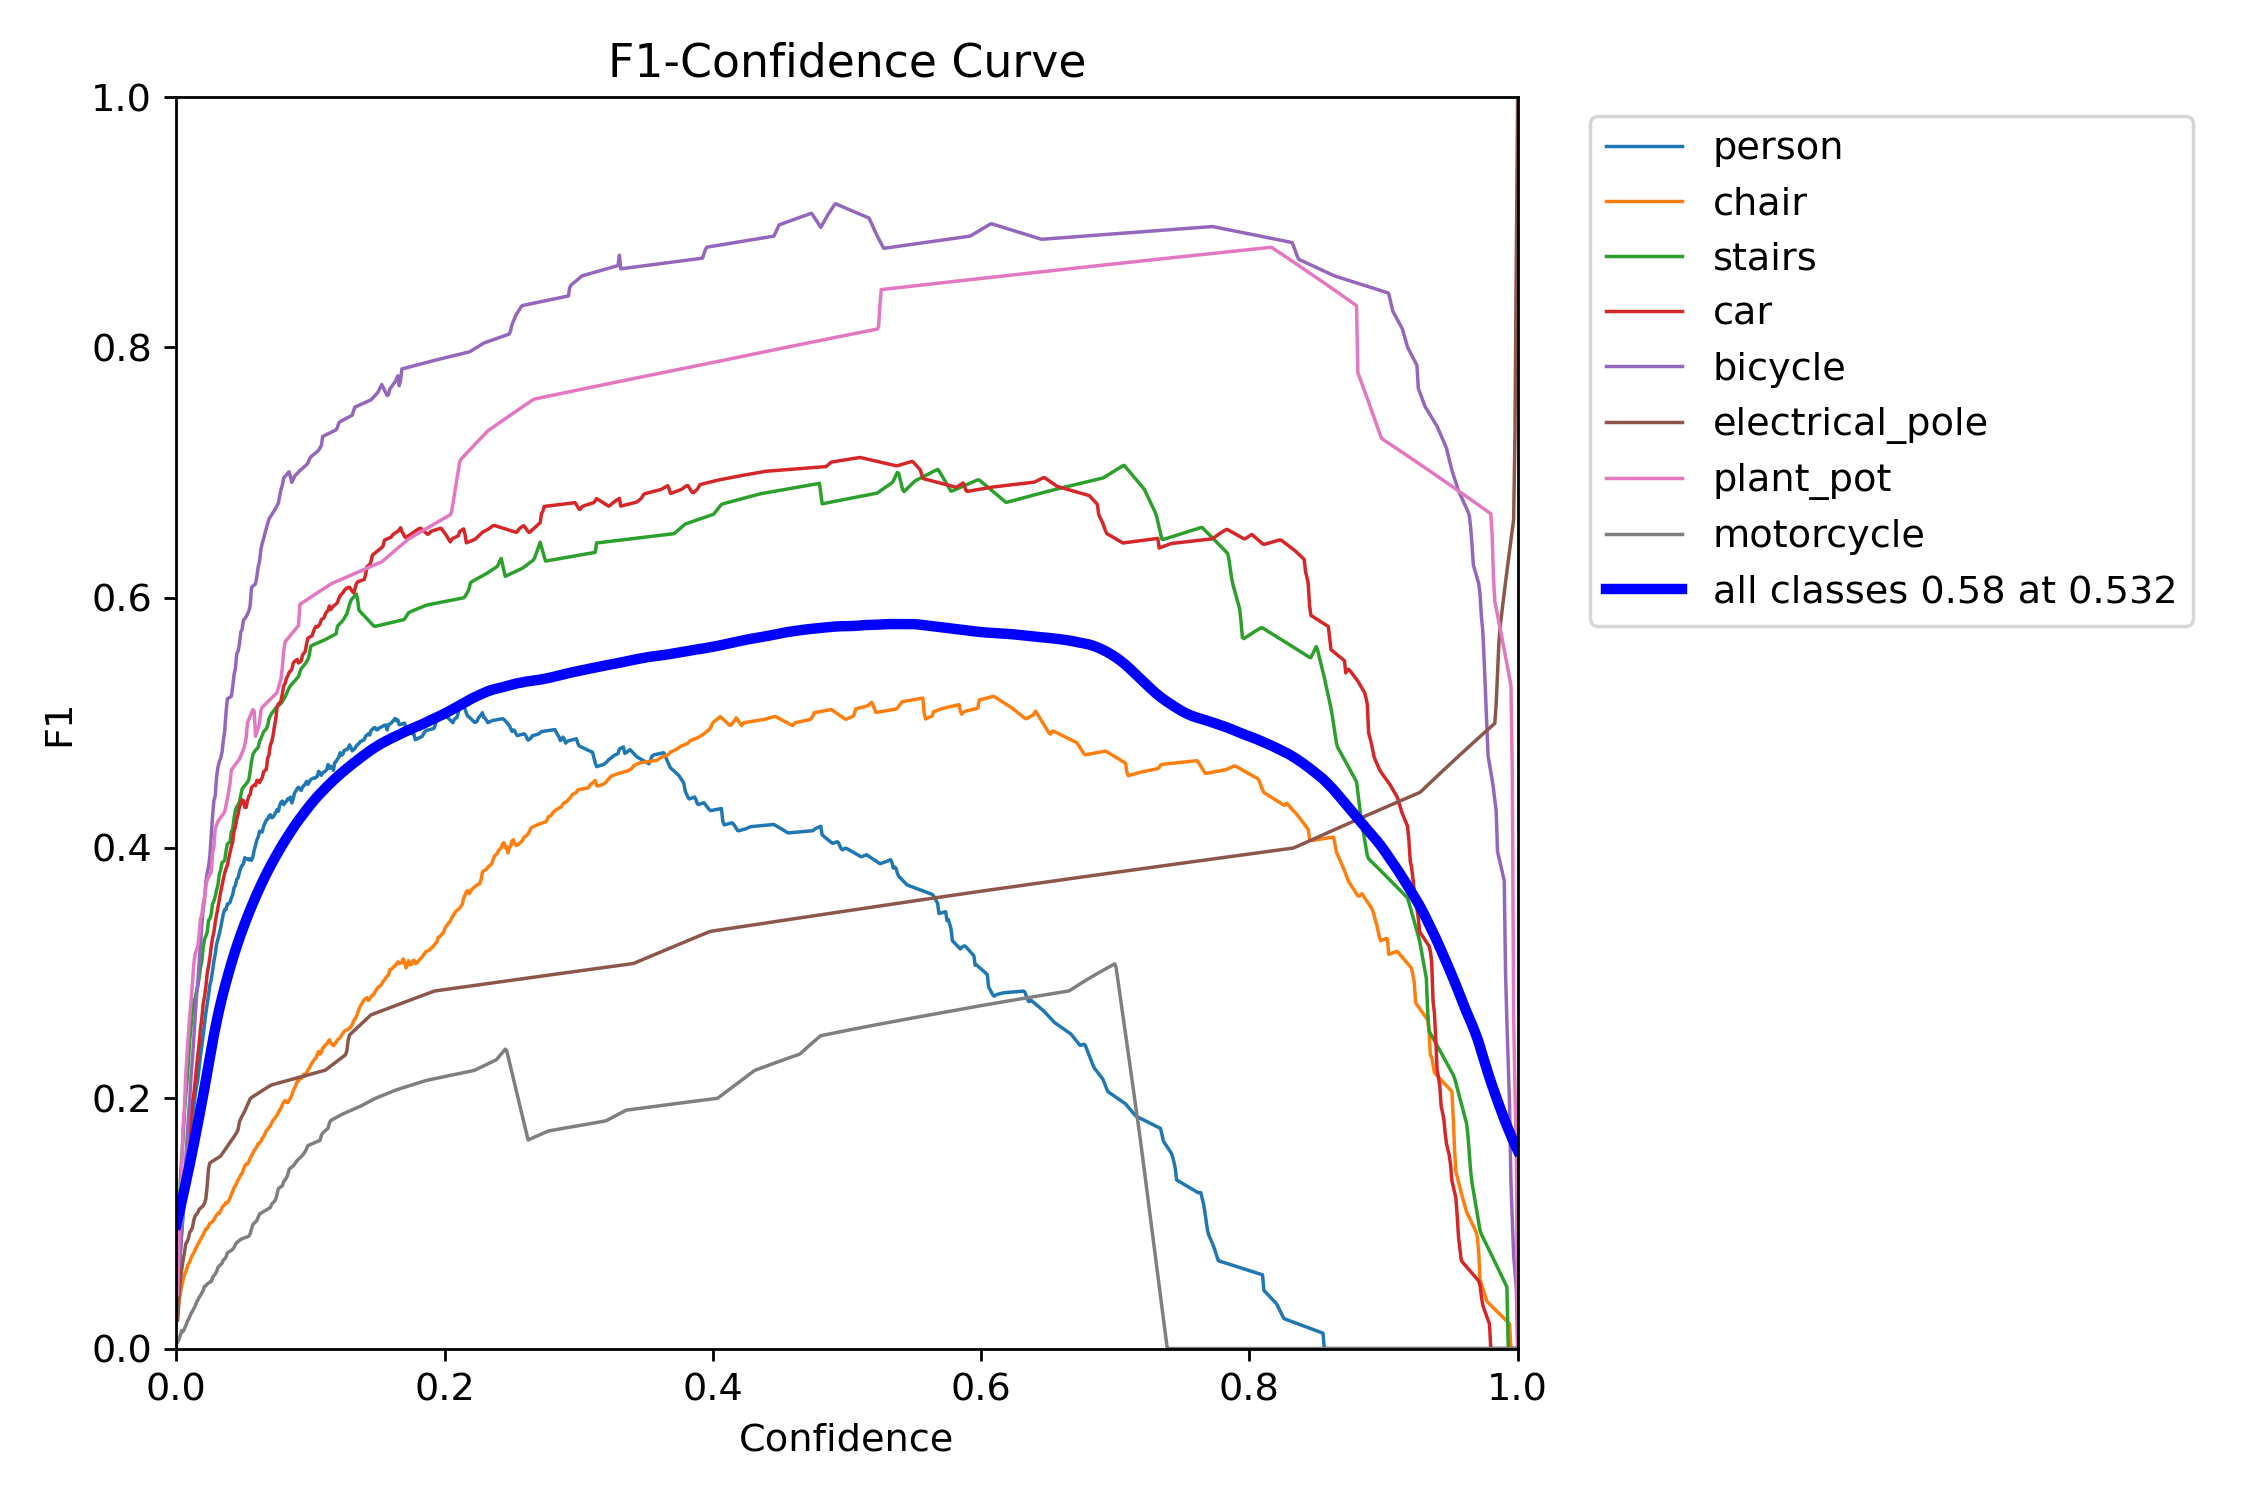 F1-Confidence Curve
1.0
0.8
0.6
0.4
0.2
0.0
F1
0.0 0.2 0.4 0.6 0.8 1.0
Confidence
person
chair
stairs
car
bicycle
electrical_pole
plant_pot
motorcycle
all classes 0.58 at 0.532